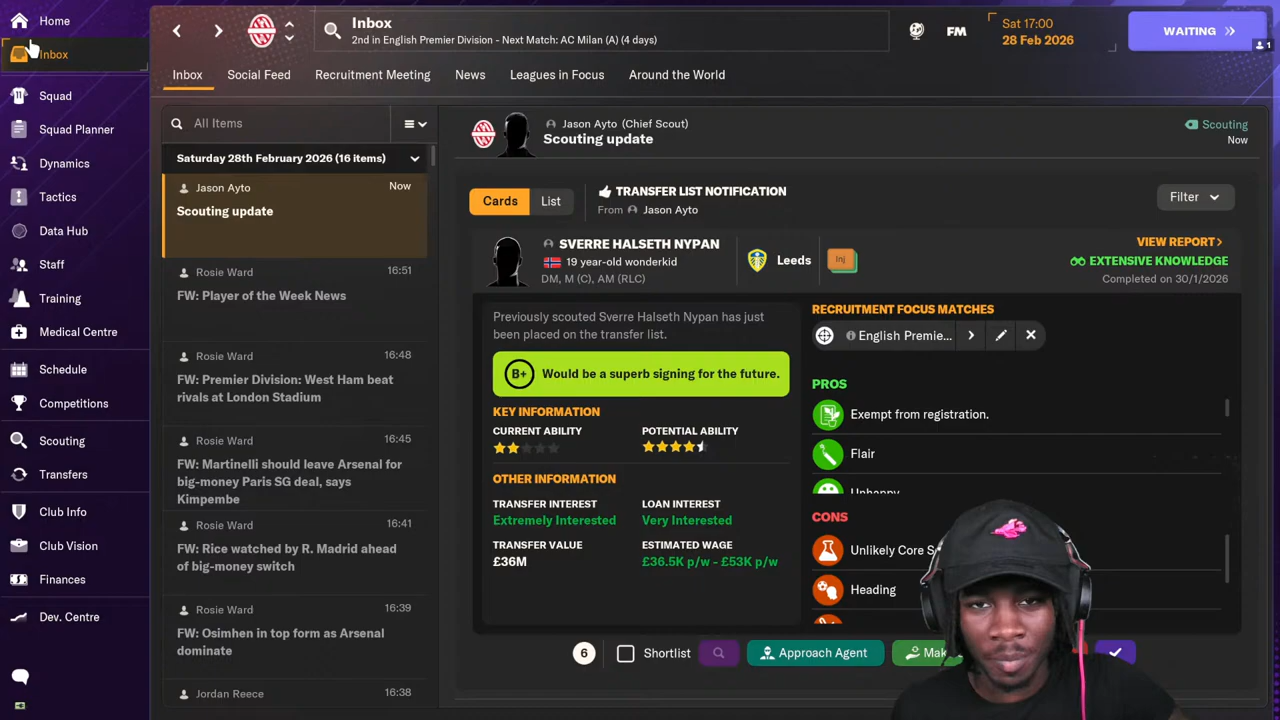 Home
Inbox
Squad
Squad Planner
Dynamics
Tactics
Data Hub
Staff
Training
Medical Centre
Schedule
Competitions
Scouting
Transfers
Club Info
Club Vision
Finances
Dev. Centre
Inbox
2nd in English Premier Division - Next Match: AC Milan (A) (4 days)
FM
Sat 17:00
28 Feb 2026
WAITING
1
Inbox
Social Feed
Recruitment Meeting
News
Leagues in Focus
Around the World
All Items
Saturday 28th February 2026 (16 items)
Jason Ayto
Now
Scouting update
Rosie Ward
16:51
FW: Player of the Week News
Rosie Ward
16:48
FW: Premier Division: West Ham beat
rivals at London Stadium
Rosie Ward
16:45
FW: Martinelli should leave Arsenal for
big-money Paris SG deal, says
Kimpembe
Rosie Ward
16:41
FW: Rice watched by R. Madrid ahead
of big-money switch
Rosie Ward
16:39
FW: Osimhen in top form as Arsenal
dominate
Jordan Reece
16:38
Jason Ayto (Chief Scout)
Scouting update
Scouting
Now
Cards
List
TRANSFER LIST NOTIFICATION
From Jason Ayto
Filter
SVERRE HALSETH NYPAN
19 year-old wonderkid
DM, M (C), AM (RLC)
Leeds
Inj
VIEW REPORT>
EXTENSIVE KNOWLEDGE
Completed on 30/1/2026
Previously scouted Sverre Halseth Nypan has just
been placed on the transfer list.
B+
Would be a superb signing for the future.
KEY INFORMATION
CURRENT ABILITY
POTENTIAL ABILITY
OTHER INFORMATION
TRANSFER INTEREST
Extremely Interested
LOAN INTEREST
Very Interested
TRANSFER VALUE
£36M
ESTIMATED WAGE
£36.5K p/w - £53K p/w
RECRUITMENT FOCUS MATCHES
English Premie...
PROS
Exempt from registration.
Flair
Unhappy
CONS
Unlikely Core S
Heading
6
Shortlist
Approach Agent
Mak